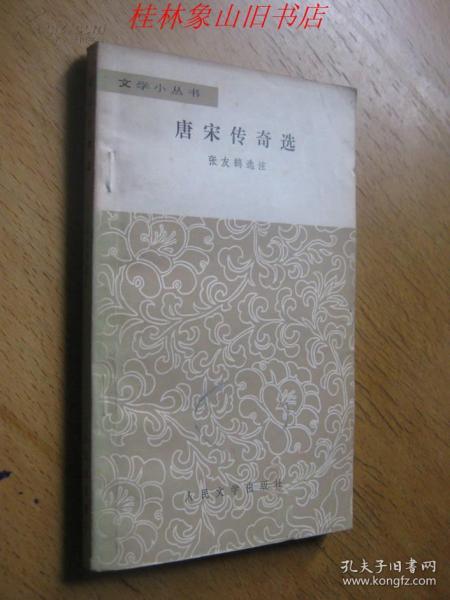 桂林象山旧书店
文学小丛书
唐宋传奇选
张友鹤选注
人民文学出版社
孔夫子旧书网
www.kongfz.com